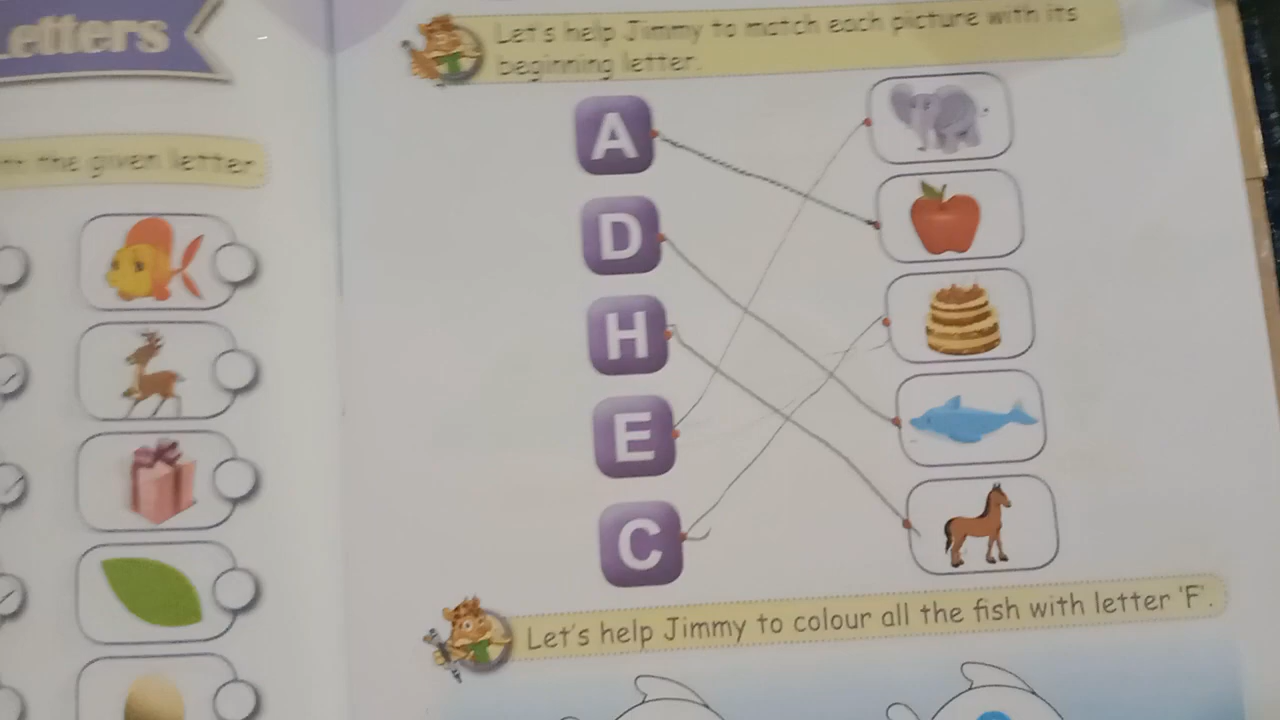 Letters
the given letter
Let's help Jimmy to match each picture with its
beginning letter.
A
D
H
E
C
Let's help Jimmy to colour all the fish with letter 'F'.